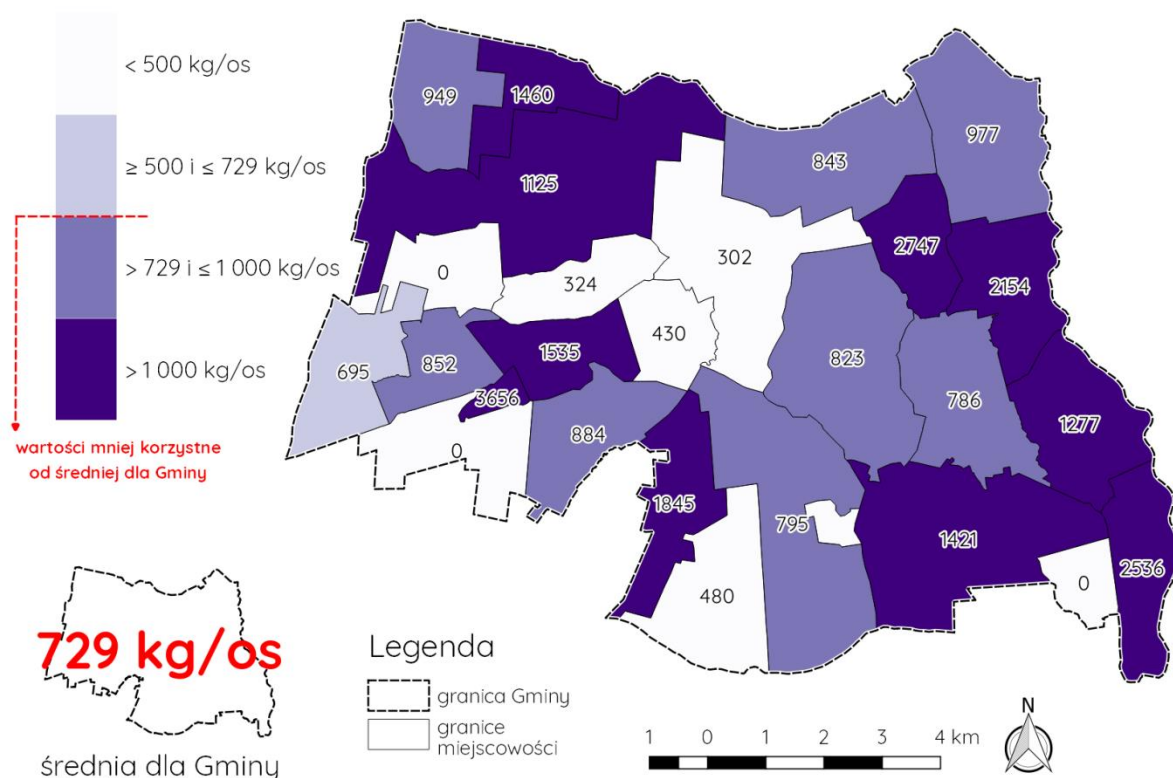 < 500 kg/os
≥ 500 i ≤ 729 kg/os
> 729 i ≤ 1 000 kg/os
> 1 000 kg/os
wartości mniej korzystne
od średniej dla Gminy
949
1460
977
843
1125
2747
302
0
324
2154
430
823
1535
695
852
3656
786
1277
884
0
1845
795
1421
2536
0
480
729 kg/os
średnia dla Gminy
Legenda
granica Gminy
granice
miejscowości
1 0 1 2 3 4 km
N